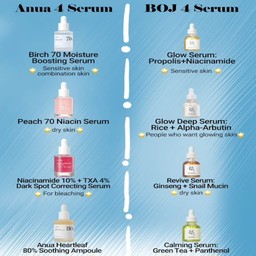 Anua 4 Serum
BOJ 4 Serum
Birch 70 Moisture
Boosting Serum
Sensitive skin
combination skin
Glow Serum:
Propolis+Niacinamide
Sensitive skin
Peach 70 Niacin Serum
dry skin
Glow Deep Serum:
Rice + Alpha-Arbutin
People who want glowing skin
Niacinamide 10% + TXA 4%
Dark Spot Correcting Serum
For bleaching
Revive Serum:
Ginseng + Snail Mucin
dry skin
Anua Heartleaf
80% Soothing Ampoule
Calming Serum:
Green Tea + Panthenol